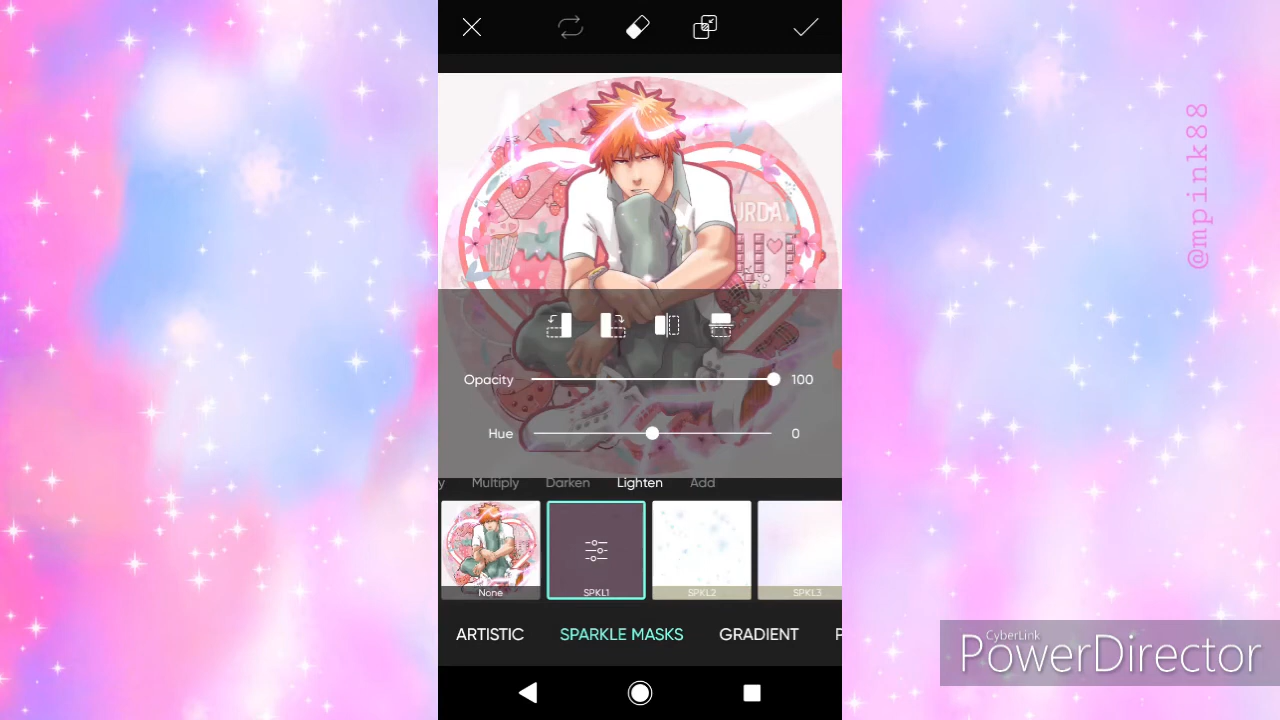 @mpink88
URDAY
Opacity 100
Hue 0
y Multiply Darken Lighten Add
None SPKL1 SPKL2 SPKL3
ARTISTIC SPARKLE MASKS GRADIENT
CyberLink
PowerDirector